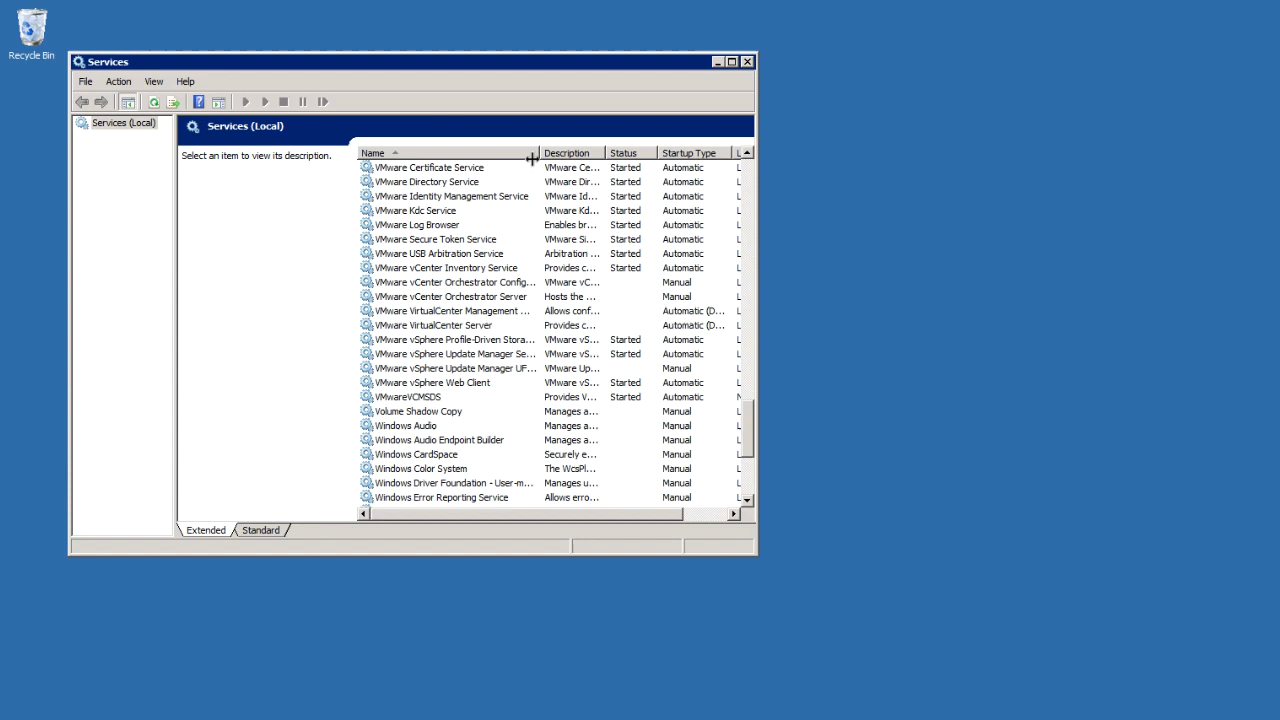 Recycle Bin
Services
File Action View Help
Services (Local)
Services (Local)
Select an item to view its description.
Name Description Status Startup Type L
VMware Certificate Service VMware Ce... Started Automatic L
VMware Directory Service VMware Dir... Started Automatic L
VMware Identity Management Service VMware Id... Started Automatic L
VMware Kdc Service VMware Kd... Started Automatic L
VMware Log Browser Enables br... Started Automatic L
VMware Secure Token Service VMware Si... Started Automatic L
VMware USB Arbitration Service Arbitration ... Started Automatic L
VMware vCenter Inventory Service Provides c... Started Automatic L
VMware vCenter Orchestrator Config... VMware vC... Manual L
VMware vCenter Orchestrator Server Hosts the ... Manual L
VMware VirtualCenter Management ... Allows conf... Automatic (D... L
VMware VirtualCenter Server Provides c... Automatic (D... L
VMware vSphere Profile-Driven Stora... VMware vS... Started Automatic L
VMware vSphere Update Manager Se... VMware vS... Started Automatic L
VMware vSphere Update Manager UF... VMware Up... Manual L
VMware vSphere Web Client VMware vS... Started Automatic L
VMwareVCMSDS Provides V... Started Automatic N
Volume Shadow Copy Manages a... Manual L
Windows Audio Manages a... Manual L
Windows Audio Endpoint Builder Manages a... Manual L
Windows CardSpace Securely e... Manual L
Windows Color System The WcsPl... Manual L
Windows Driver Foundation - User-m... Manages u... Manual L
Windows Error Reporting Service Allows erro... Manual L
Extended Standard